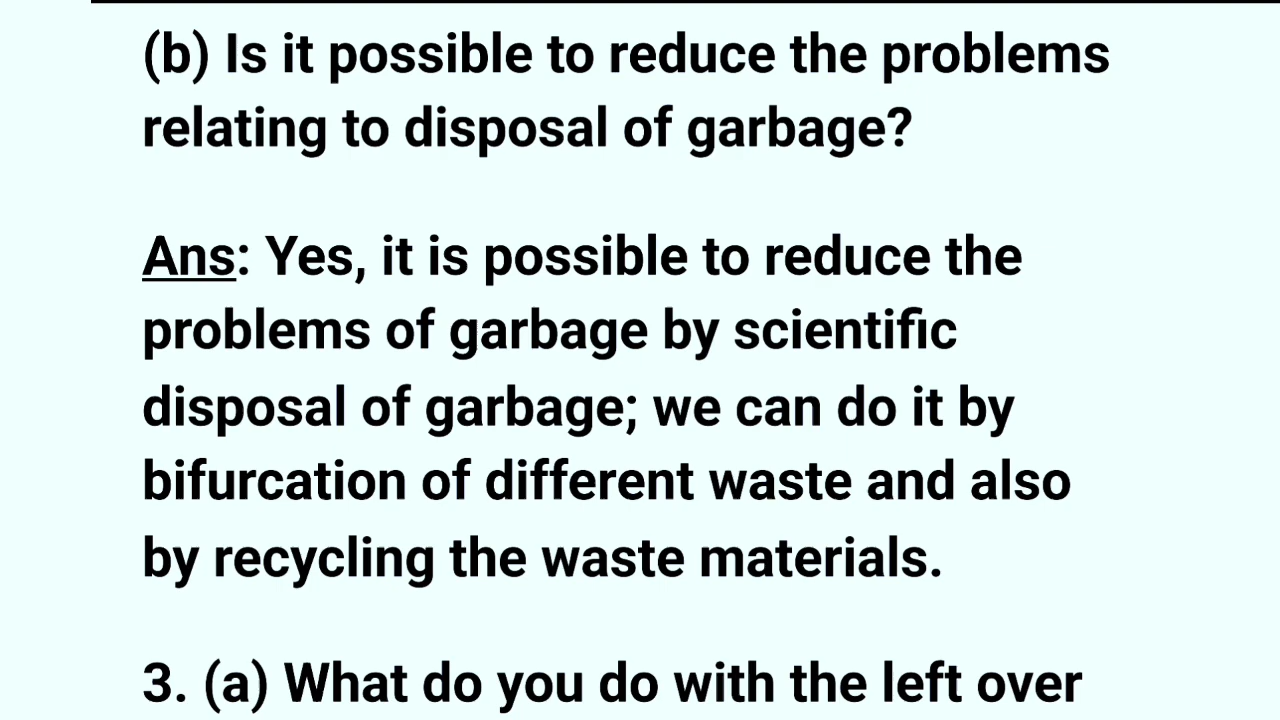 (b) Is it possible to reduce the problems
relating to disposal of garbage?
Ans: Yes, it is possible to reduce the
problems of garbage by scientific
disposal of garbage; we can do it by
bifurcation of different waste and also
by recycling the waste materials.
3. (a) What do you do with the left over